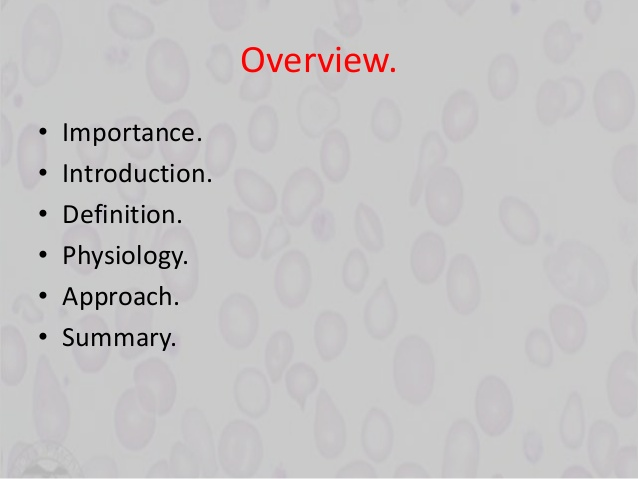 Overview.
• Importance.
• Introduction.
• Definition.
• Physiology.
• Approach.
• Summary.